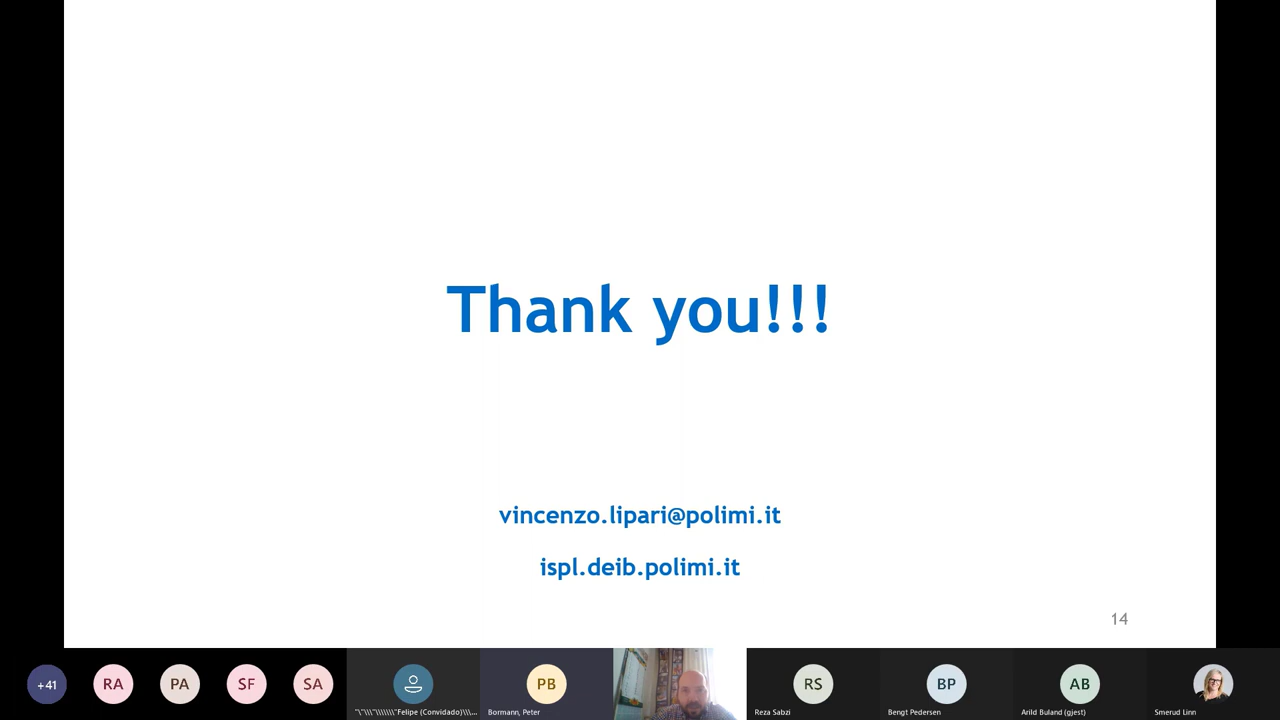 Thank you!!!
vincenzo.lipari@polimi.it
ispl.deib.polimi.it
14
+41
RA
PA
SF
SA
"\"\\\"\\\\\\\"Felipe (Convidado)\\\...
PB
Bormann, Peter
RS
Reza Sabzi
BP
Bengt Pedersen
AB
Arild Buland (gjest)
Smerud Linn